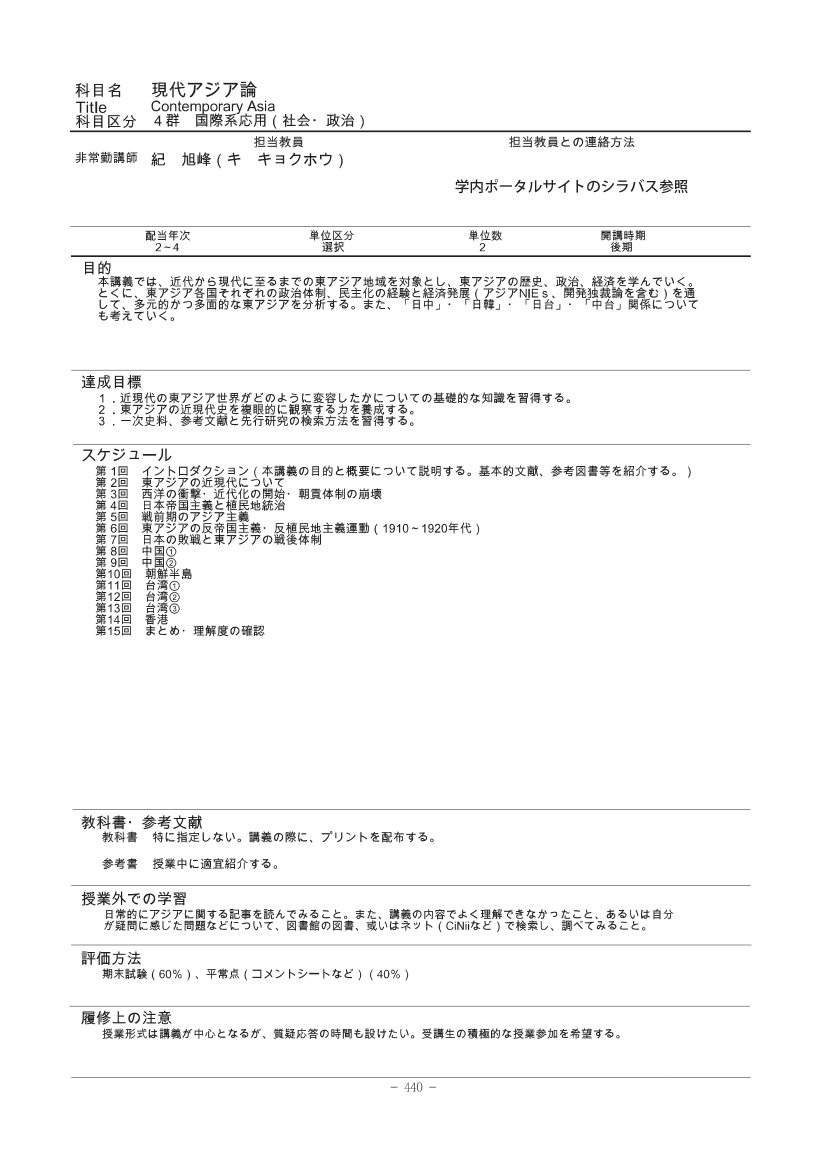 科目名　現代アジア論
Title　Contemporary Asia
科目区分　４群　国際系応用（社会・政治）
担当教員　担当教員との連絡方法
非常勤講師　紀　旭峰（キ　キョクホウ）
学内ポータルサイトのシラバス参照
配当年次　単位区分　単位数　開講時期
2～4　選択　2　後期
目的
本講義では、近代から現代に至るまでの東アジア地域を対象とし、東アジアの歴史、政治、経済を学んでいく。
とくに、東アジア各国それぞれの政治体制、民主化の経験と経済発展（アジアNIEｓ、開発独裁論を含む）を通
して、多元的かつ多面的な東アジアを分析する。また、「日中」・「日韓」・「日台」・「中台」関係について
も考えていく。
達成目標
１．近現代の東アジア世界がどのように変容したかについての基礎的な知識を習得する。
２．東アジアの近現代史を複眼的に観察する力を養成する。
３．一次史料、参考文献と先行研究の検索方法を習得する。
スケジュール
第 1回　イントロダクション（本講義の目的と概要について説明する。基本的文献、参考図書等を紹介する。）
第 2回　東アジアの近現代について
第 3回　西洋の衝撃・近代化の開始・朝貢体制の崩壊
第 4回　日本帝国主義と植民地統治
第 5回　戦前期のアジア主義
第 6回　東アジアの反帝国主義・反植民地主義運動（1910～1920年代）
第 7回　日本の敗戦と東アジアの戦後体制
第 8回　中国①
第 9回　中国②
第10回　朝鮮半島
第11回　台湾①
第12回　台湾②
第13回　台湾③
第14回　香港
第15回　まとめ・理解度の確認
教科書・参考文献
教科書　特に指定しない。講義の際に、プリントを配布する。
参考書　授業中に適宜紹介する。
授業外での学習
日常的にアジアに関する記事を読んでみること。また、講義の内容でよく理解できなかったこと、あるいは自分
が疑問に感じた問題などについて、図書館の図書、或いはネット（CiNiiなど）で検索し、調べてみること。
評価方法
期末試験（60%）、平常点（コメントシートなど）（40%）
履修上の注意
授業形式は講義が中心となるが、質疑応答の時間も設けたい。受講生の積極的な授業参加を希望する。
－ 440 －